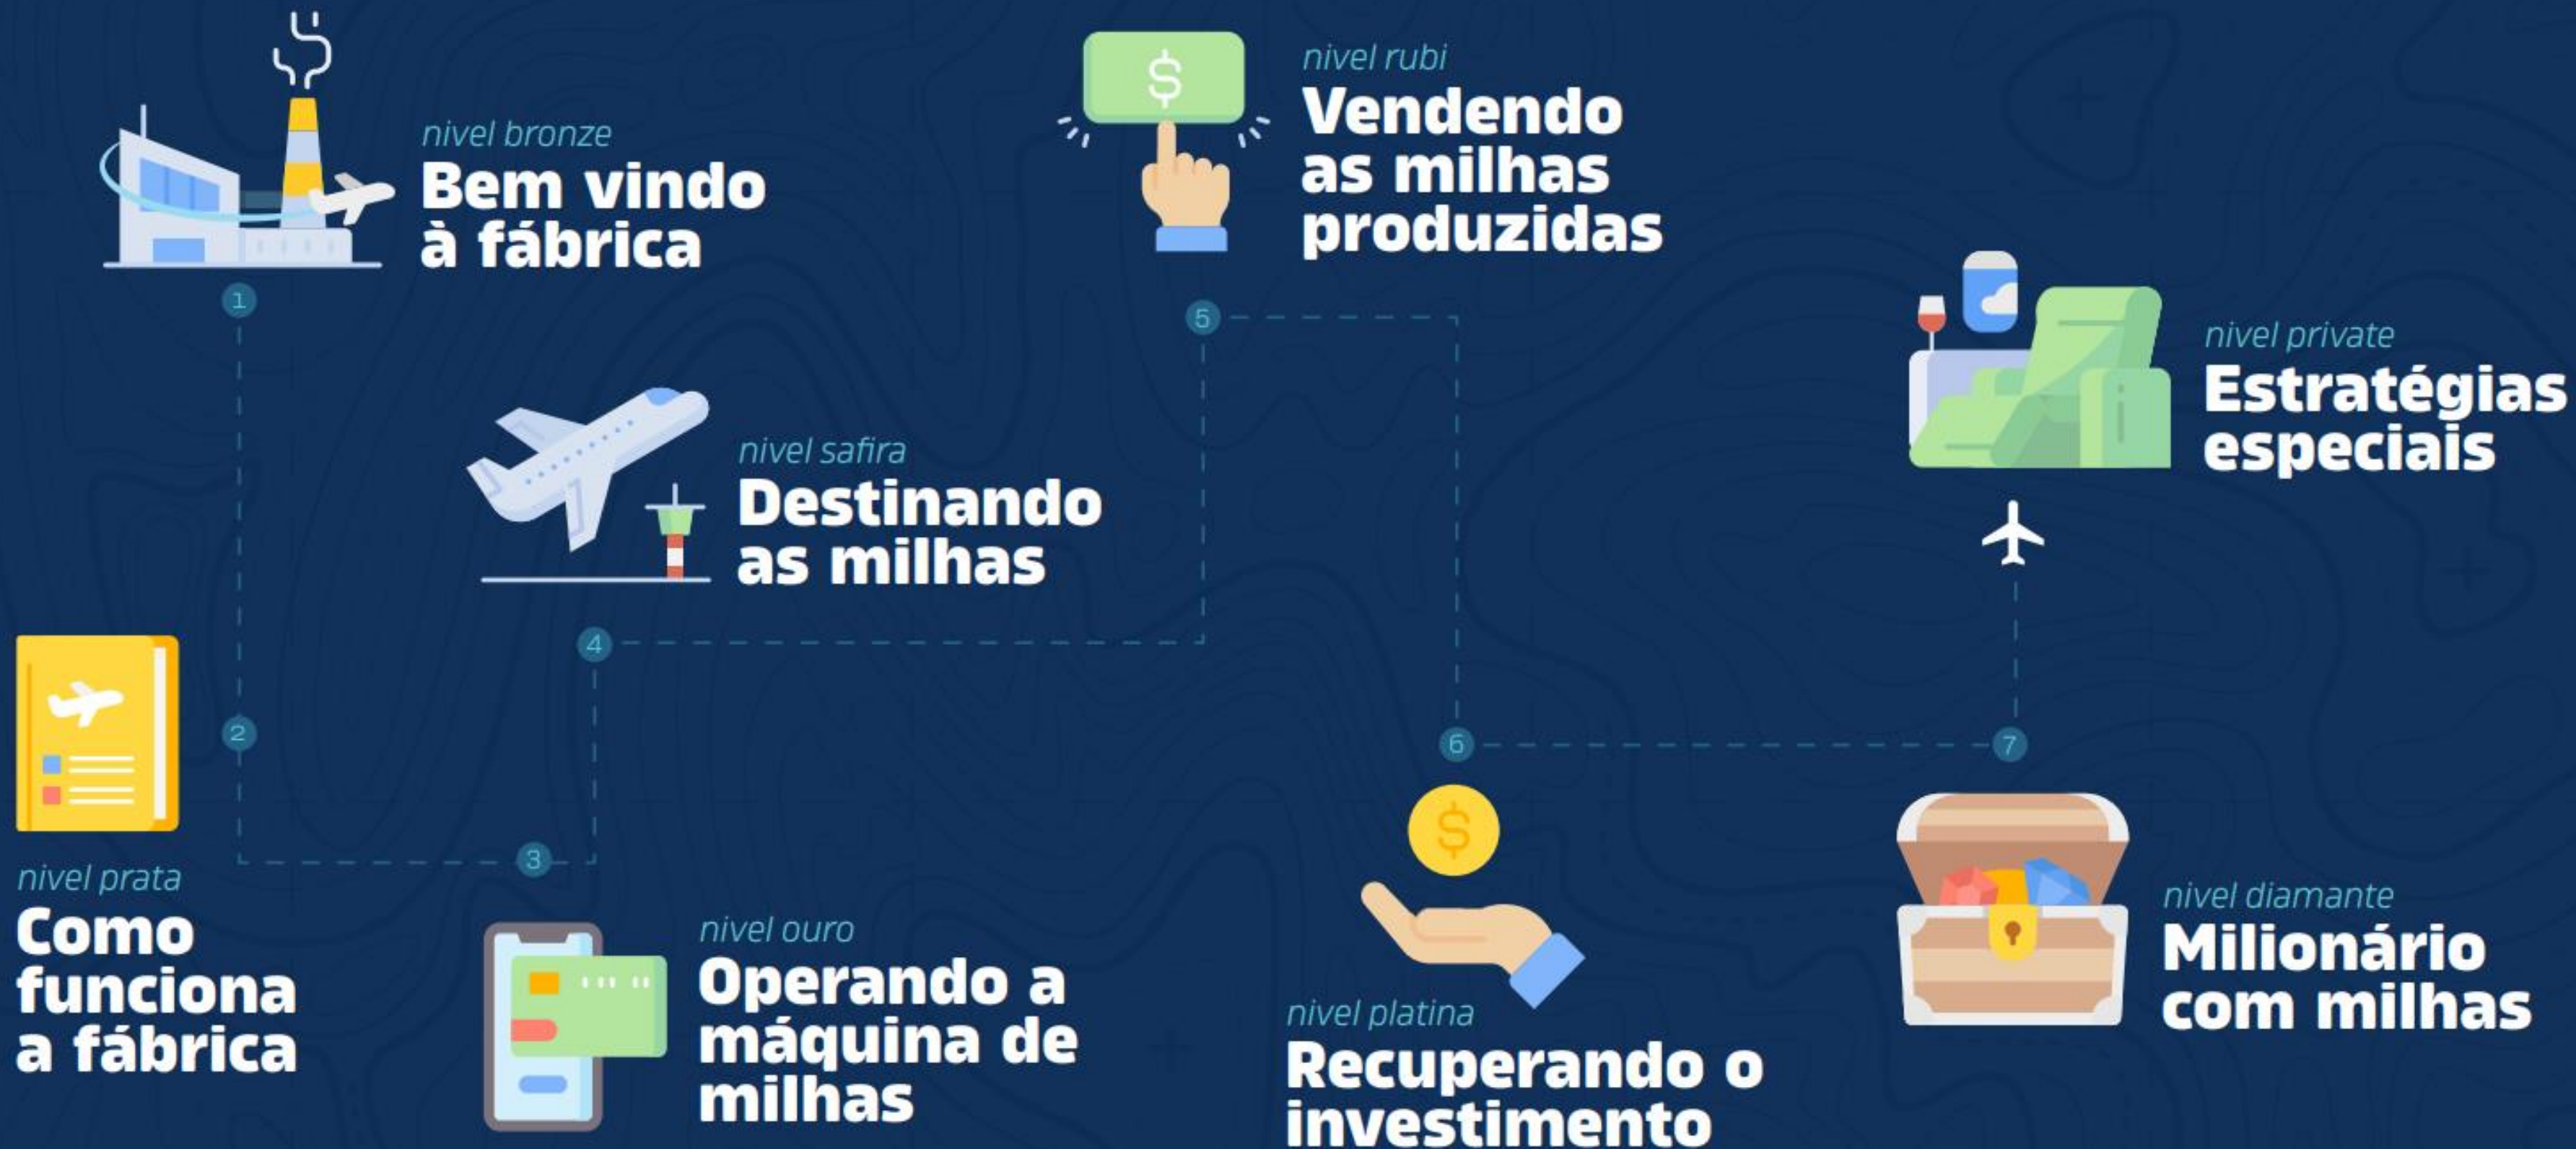 nivel bronze
Bem vindo
à fábrica
1
2
nivel prata
Como
funciona
a fábrica
3
nivel ouro
Operando a
máquina de
milhas
4
nivel safira
Destinando
as milhas
5
$
nivel rubi
Vendendo
as milhas
produzidas
6
$
nivel platina
Recuperando o
investimento
7
nivel diamante
Milionário
com milhas
nivel private
Estratégias
especiais